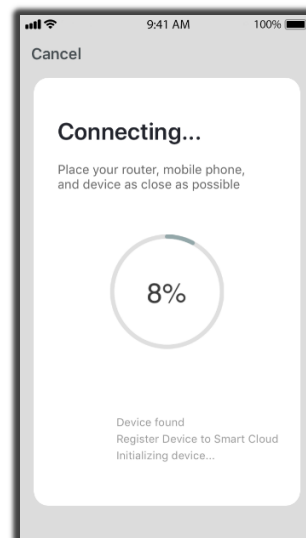 9:41 AM 100%
Cancel
Connecting...
Place your router, mobile phone,
and device as close as possible
8%
Device found
Register Device to Smart Cloud
Initializing device...